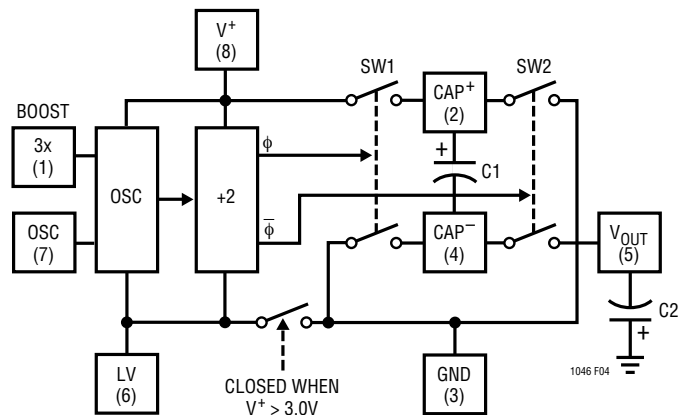 V+
(8)
SW1
SW2
CAP+
(2)
BOOST
3x
(1)
OSC
+2
ϕ
+
C1
ϕ̅
OSC
(7)
CAP−
(4)
VOUT
(5)
C2
+
LV
(6)
CLOSED WHEN
V+ > 3.0V
GND
(3)
1046 F04